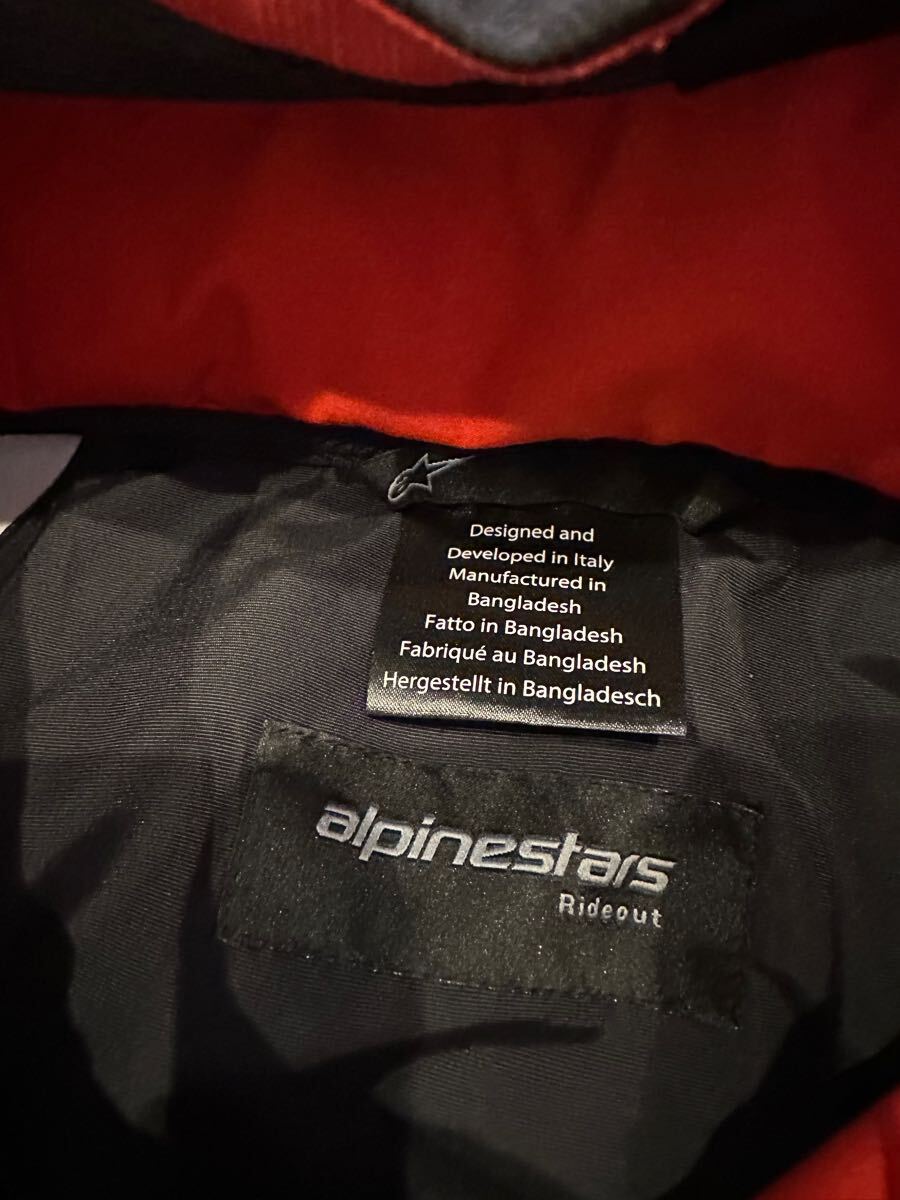 Designed and
Developed in Italy
Manufactured in
Bangladesh
Fatto in Bangladesh
Fabriqué au Bangladesh
Hergestellt in Bangladesch
alpinestars
Rideout